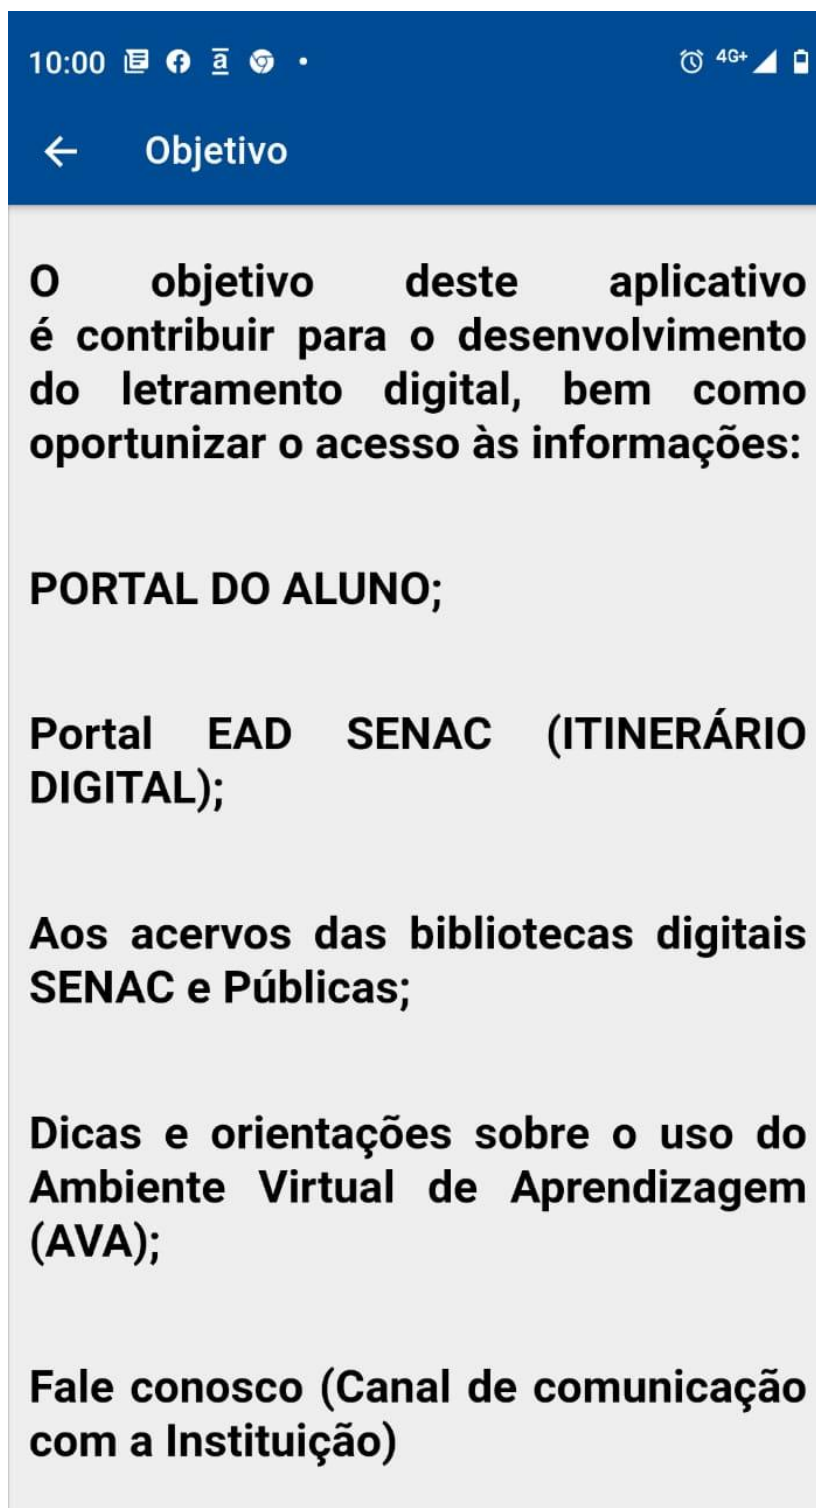 10:00
4G+
Objetivo
O objetivo deste aplicativo
é contribuir para o desenvolvimento
do letramento digital, bem como
oportunizar o acesso às informações:
PORTAL DO ALUNO;
Portal EAD SENAC (ITINERÁRIO
DIGITAL);
Aos acervos das bibliotecas digitais
SENAC e Públicas;
Dicas e orientações sobre o uso do
Ambiente Virtual de Aprendizagem
(AVA);
Fale conosco (Canal de comunicação
com a Instituição)